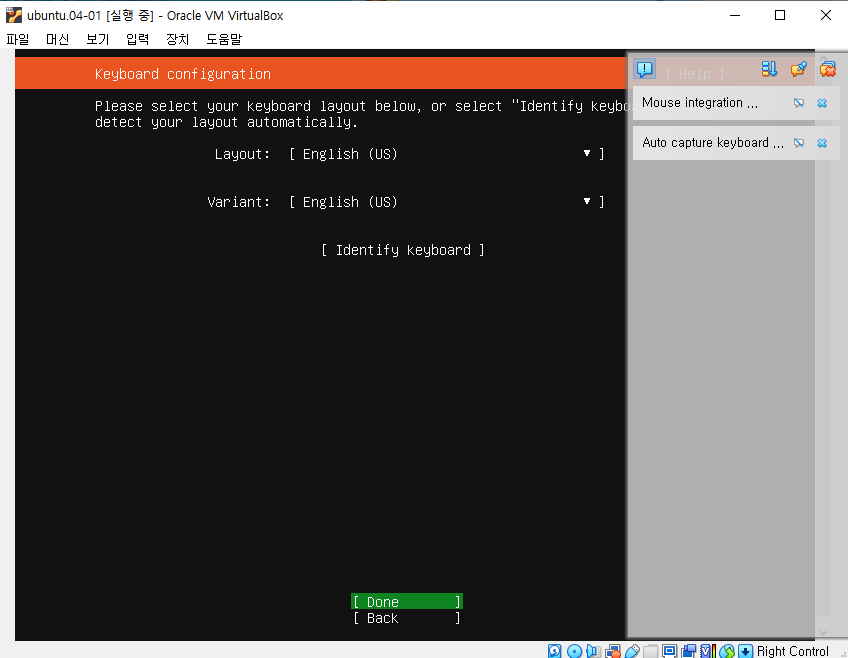 ubuntu.04-01 [실행 중] - Oracle VM VirtualBox
파일 머신 보기 입력 장치 도움말
Keyboard configuration [ Help ]
Please select your keyboard layout below, or select "Identify keybo
detect your layout automatically.
Layout: [ English (US) ▼ ]
Variant: [ English (US) ▼ ]
[ Identify keyboard ]
Mouse integration ...
Auto capture keyboard ...
[ Done ]
[ Back ]
Right Control